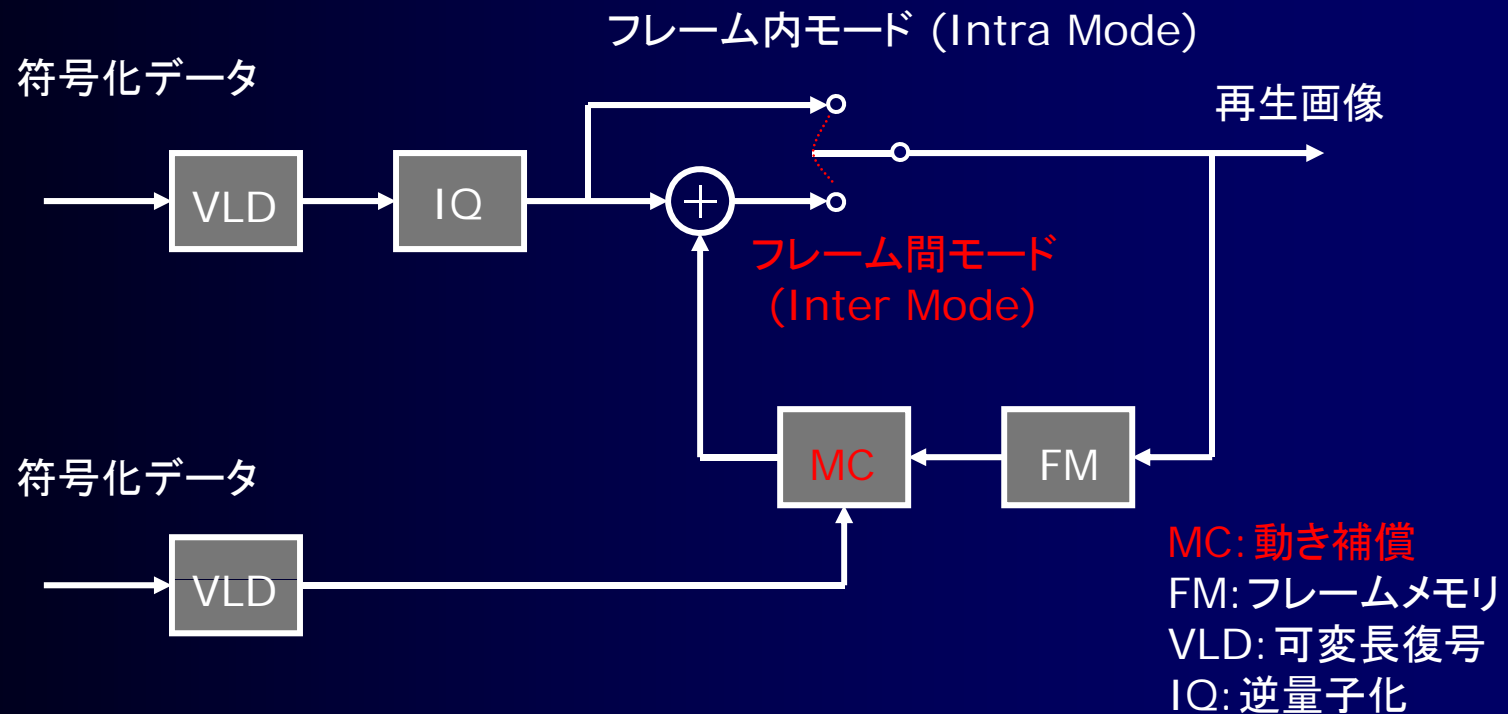 フレーム内モード (Intra Mode)
符号化データ
再生画像
VLD
IQ
フレーム間モード
(Inter Mode)
MC
FM
符号化データ
VLD
MC:動き補償
FM:フレームメモリ
VLD:可変長復号
IQ:逆量子化